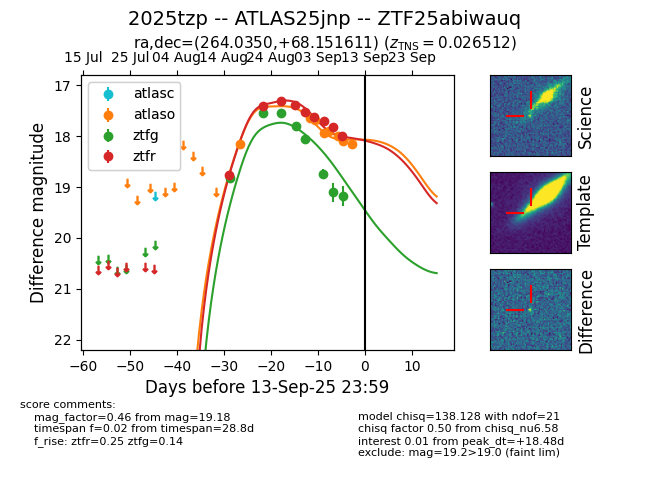 2025tzp -- ATLAS25jnp -- ZTF25abiwauq
ra,dec=(264.0350,+68.151611) (z_TNS = 0.026512)
15 Jul 25 Jul 04 Aug 14 Aug 24 Aug 03 Sep 13 Sep 23 Sep
Difference magnitude
17
18
19
20
21
22
atlasc
atlaso
ztfg
ztfr
−60 −50 −40 −30 −20 −10 0 10
Days before 13-Sep-25 23:59
Science
Template
Difference
score comments:
mag_factor=0.46 from mag=19.18
timespan f=0.02 from timespan=28.8d
f_rise: ztfr=0.25 ztfg=0.14
model chisq=138.128 with ndof=21
chisq factor 0.50 from chisq_nu6.58
interest 0.01 from peak_dt=+18.48d
exclude: mag=19.2>19.0 (faint lim)